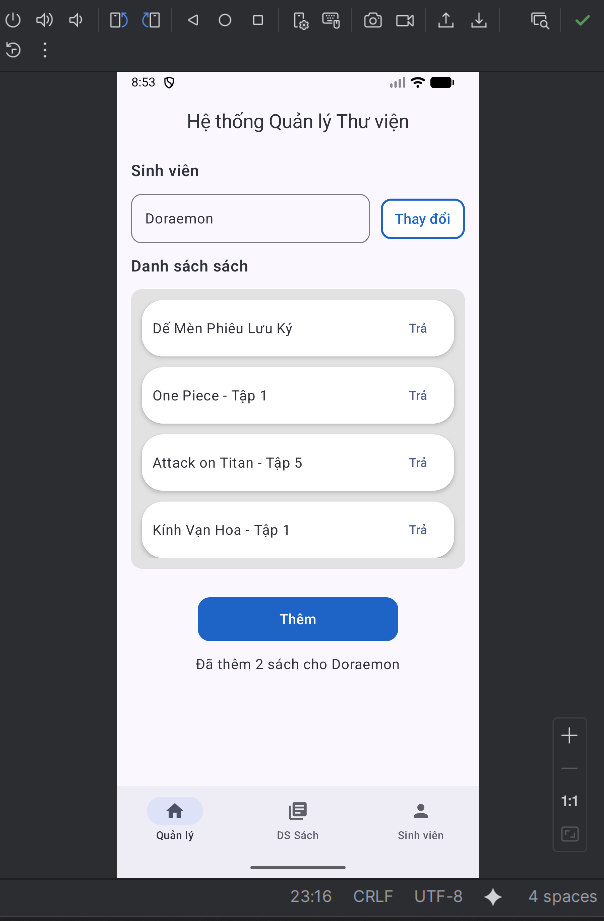 8:53
Hệ thống Quản lý Thư viện
Sinh viên
Doraemon
Thay đổi
Danh sách sách
Dế Mèn Phiêu Lưu Ký
Trả
One Piece - Tập 1
Trả
Attack on Titan - Tập 5
Trả
Kính Vạn Hoa - Tập 1
Trả
Thêm
Đã thêm 2 sách cho Doraemon
1:1
Quản lý
DS Sách
Sinh viên
23:16
CRLF
UTF-8
4 spaces